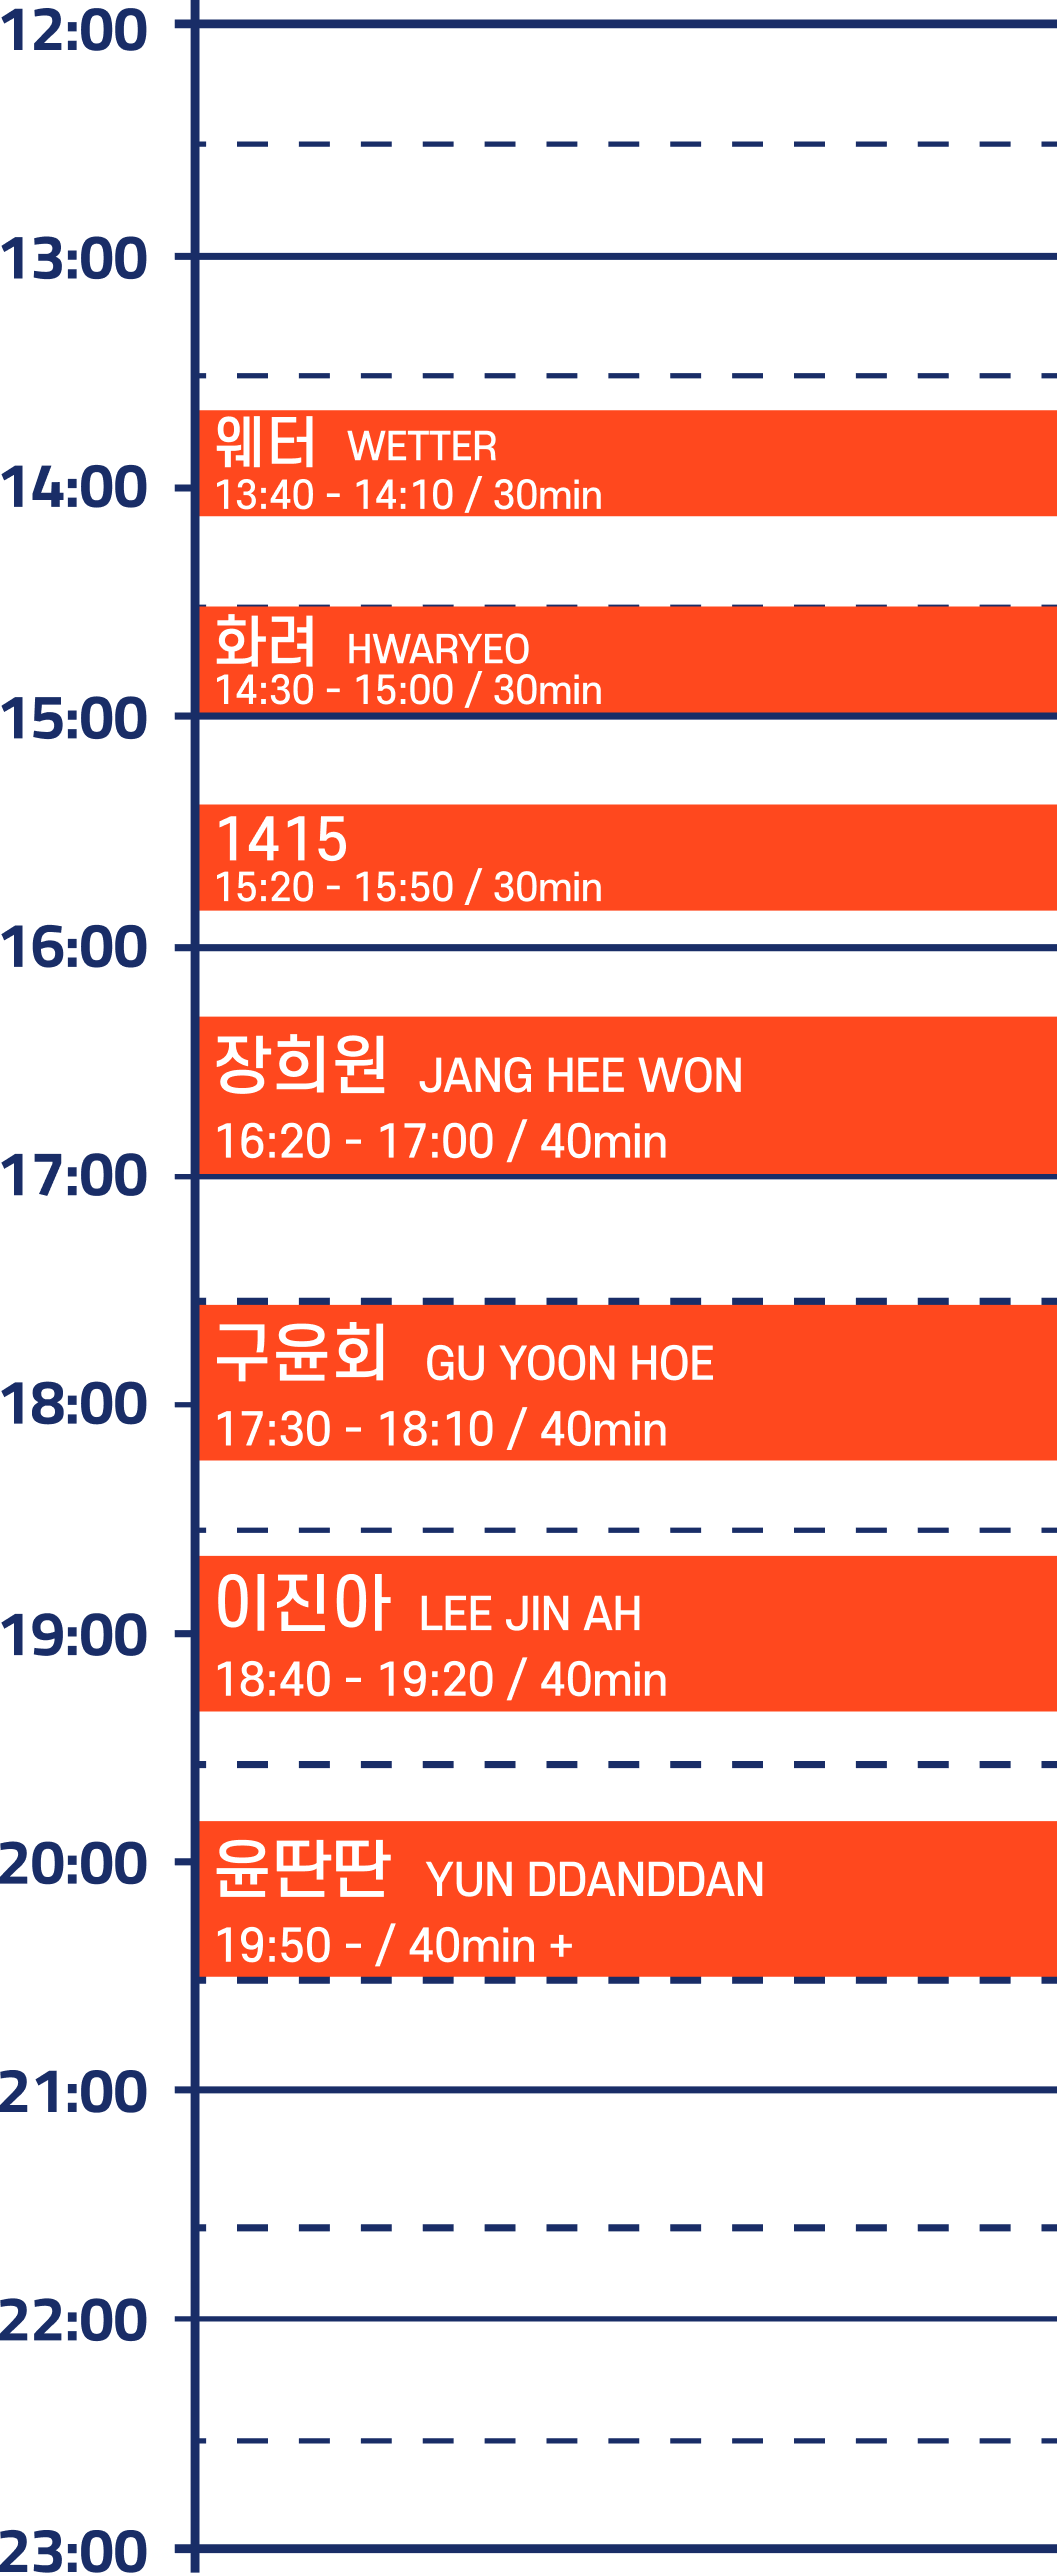 12:00
13:00
웨터 WETTER
13:40 - 14:10 / 30min
14:00
화려 HWARYEO
14:30 - 15:00 / 30min
15:00
1415
15:20 - 15:50 / 30min
16:00
장희원 JANG HEE WON
16:20 - 17:00 / 40min
17:00
구윤회 GU YOON HOE
17:30 - 18:10 / 40min
18:00
이진아 LEE JIN AH
18:40 - 19:20 / 40min
19:00
윤딴딴 YUN DDANDDAN
19:50 - / 40min +
20:00
21:00
22:00
23:00